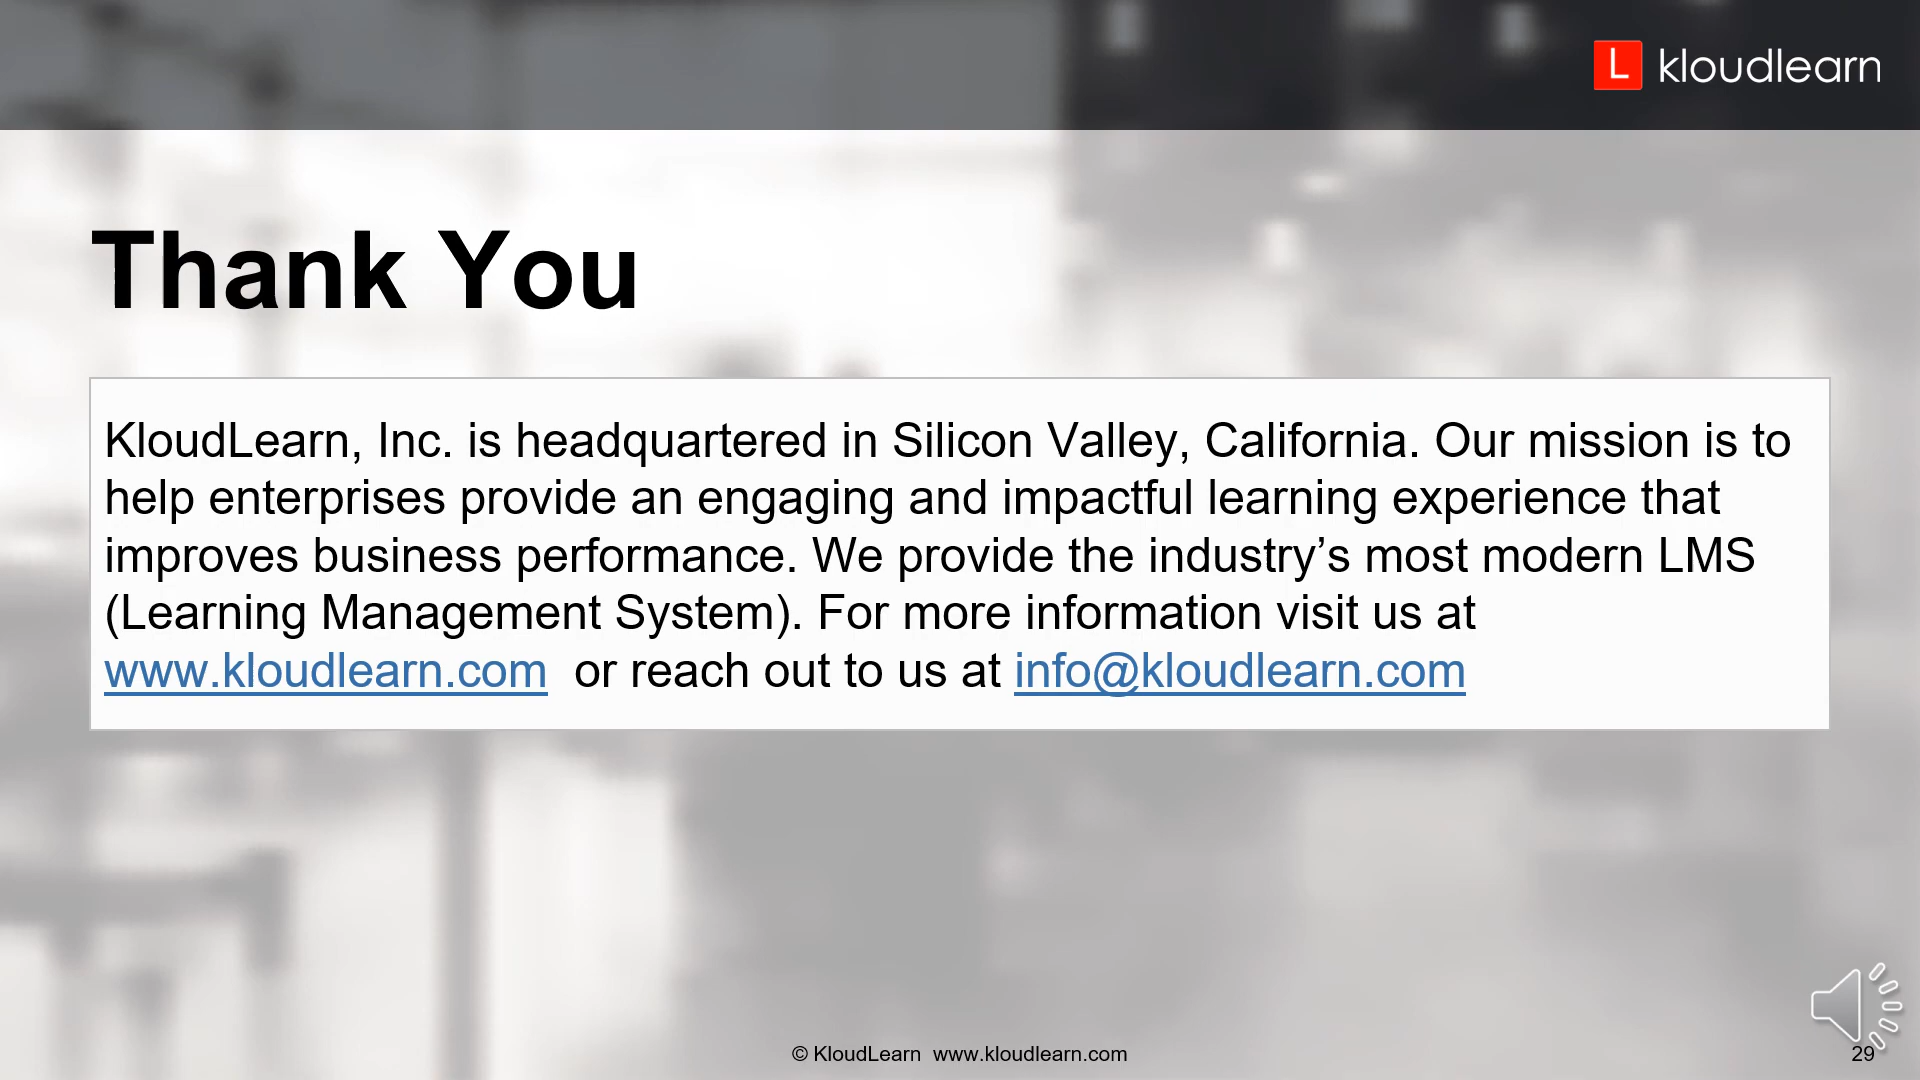 L kloudlearn
Thank You
KloudLearn, Inc. is headquartered in Silicon Valley, California. Our mission is to
help enterprises provide an engaging and impactful learning experience that
improves business performance. We provide the industry’s most modern LMS
(Learning Management System). For more information visit us at
www.kloudlearn.com  or reach out to us at info@kloudlearn.com
© KloudLearn  www.kloudlearn.com
29